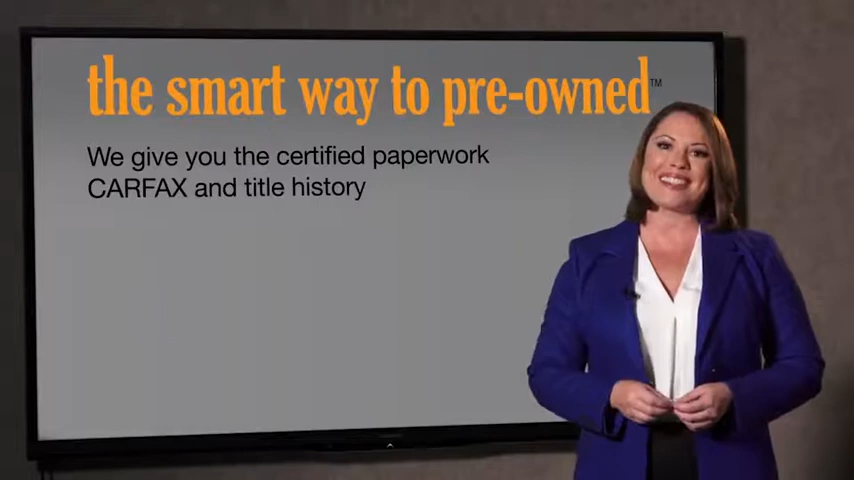 the smart way to pre-owned™
We give you the certified paperwork
CARFAX and title history